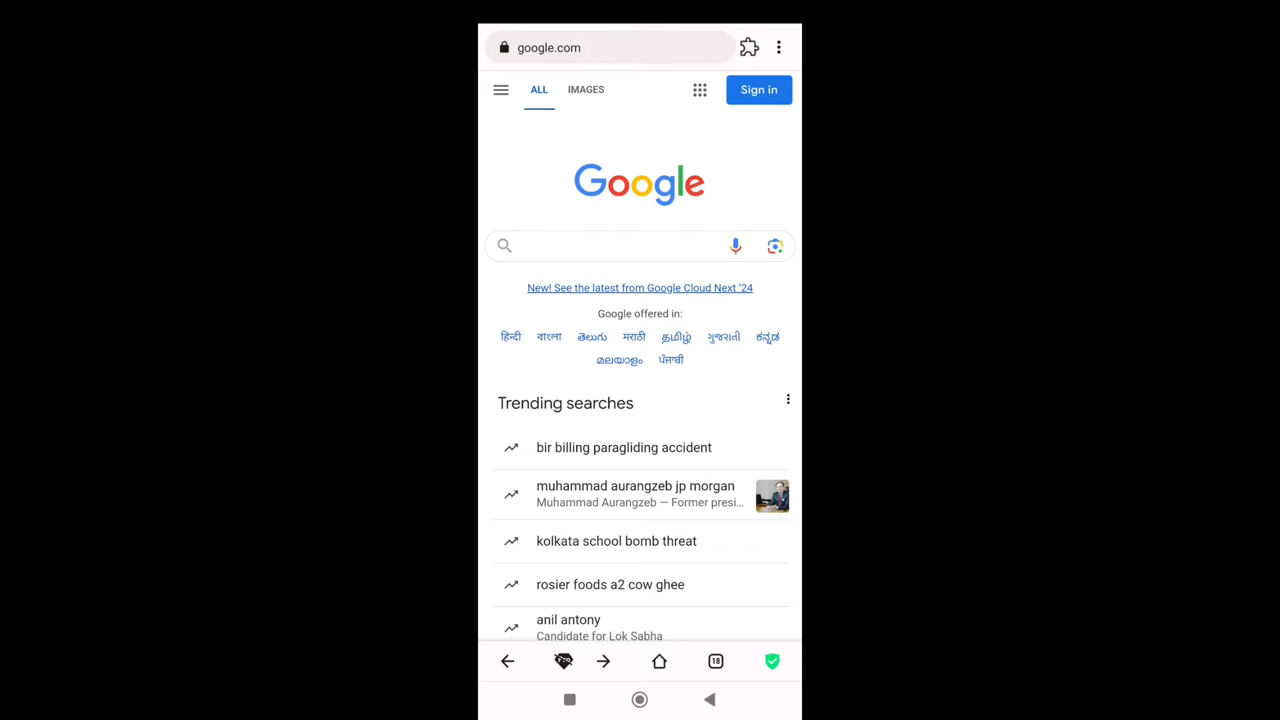 google.com
ALL IMAGES Sign in
Google
New! See the latest from Google Cloud Next '24
Google offered in:
हिन्दी বাংলা తెలుగు मराठी தமிழ் ગુજરાતી ಕನ್ನಡ
മലയാളം ਪੰਜਾਬੀ
Trending searches
bir billing paragliding accident
muhammad aurangzeb jp morgan
Muhammad Aurangzeb — Former presi...
kolkata school bomb threat
rosier foods a2 cow ghee
anil antony
Candidate for Lok Sabha
Pro 18